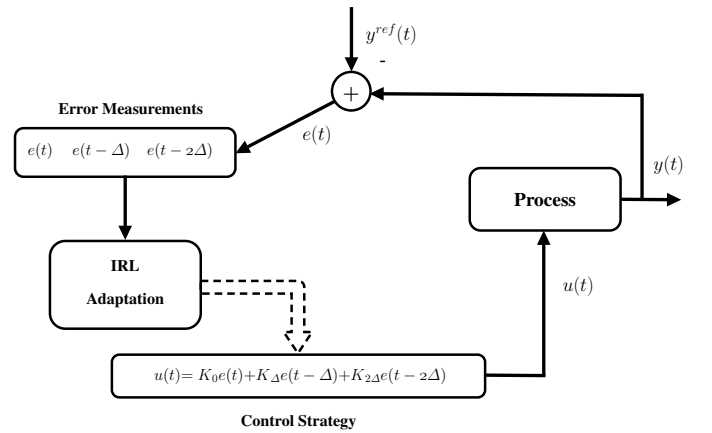 y^{ref}(t)
-
+
Error Measurements
e(t)
e(t − Δ) e(t − 2Δ) e(t)
y(t)
Process
IRL
Adaptation
u(t)
u(t)= K_0e(t)+K_Δe(t − Δ)+K_{2Δ}e(t − 2Δ)
Control Strategy